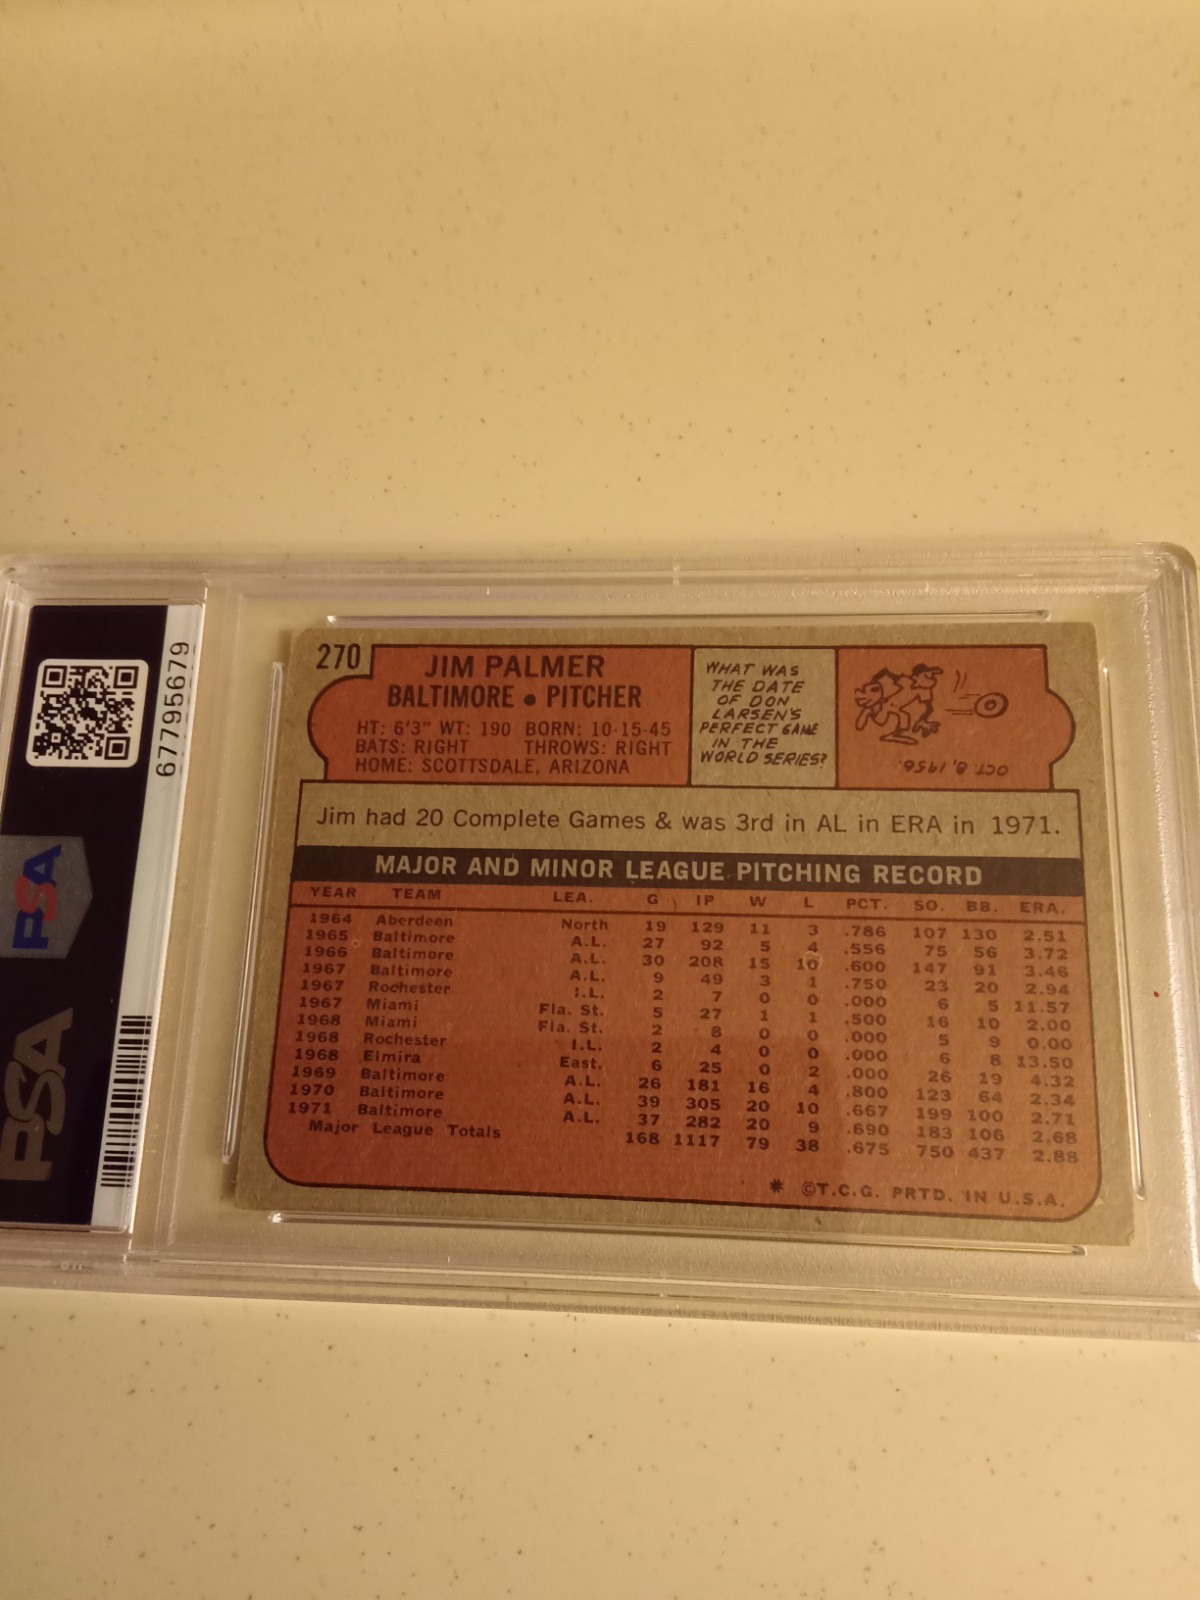 67795679
PSA
PSA
270
JIM PALMER
BALTIMORE • PITCHER
HT: 6'3" WT: 190 BORN: 10-15-45
BATS: RIGHT THROWS: RIGHT
HOME: SCOTTSDALE, ARIZONA
WHAT WAS
THE DATE
OF DON
LARSEN'S
PERFECT GAME
IN THE
WORLD SERIES?
OCT 8, 1956.
Jim had 20 Complete Games & was 3rd in AL in ERA in 1971.
MAJOR AND MINOR LEAGUE PITCHING RECORD
YEAR TEAM LEA. G IP W L PCT. SO. BB. ERA.
1964 Aberdeen North 19 129 11 3 .786 107 130 2.51
1965 Baltimore A.L. 27 92 5 4 .556 75 56 3.72
1966 Baltimore A.L. 30 208 15 10 .600 147 91 3.46
1967 Baltimore A.L. 9 49 3 1 .750 23 20 2.94
1967 Rochester I.L. 2 7 0 0 .000 6 5 11.57
1967 Miami Fla. St. 5 27 1 1 .500 16 10 2.00
1968 Miami Fla. St. 2 8 0 0 .000 5 9 0.00
1968 Rochester I.L. 2 4 0 0 .000 6 8 13.50
1968 Elmira East. 6 25 0 2 .000 26 19 4.32
1969 Baltimore A.L. 26 181 16 4 .800 123 64 2.34
1970 Baltimore A.L. 39 305 20 10 .667 199 100 2.71
1971 Baltimore A.L. 37 282 20 9 .690 183 106 2.68
Major League Totals 168 1117 79 38 .675 750 437 2.88
* ©T.C.G. PRTD. IN U.S.A.